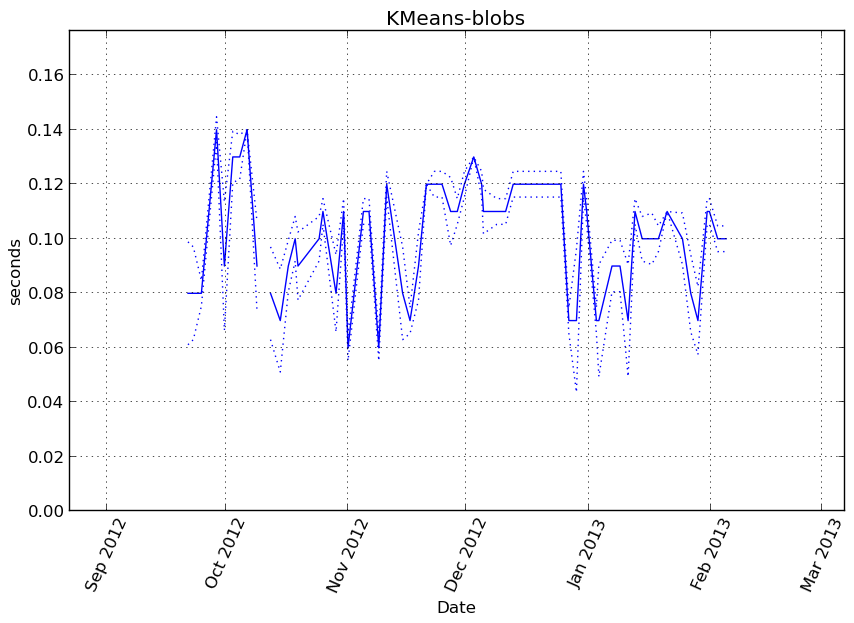 KMeans-blobs
0.16
0.14
0.12
0.10
0.08
0.06
0.04
0.02
0.00
seconds
Sep 2012
Oct 2012
Nov 2012
Dec 2012
Jan 2013
Feb 2013
Mar 2013
Date